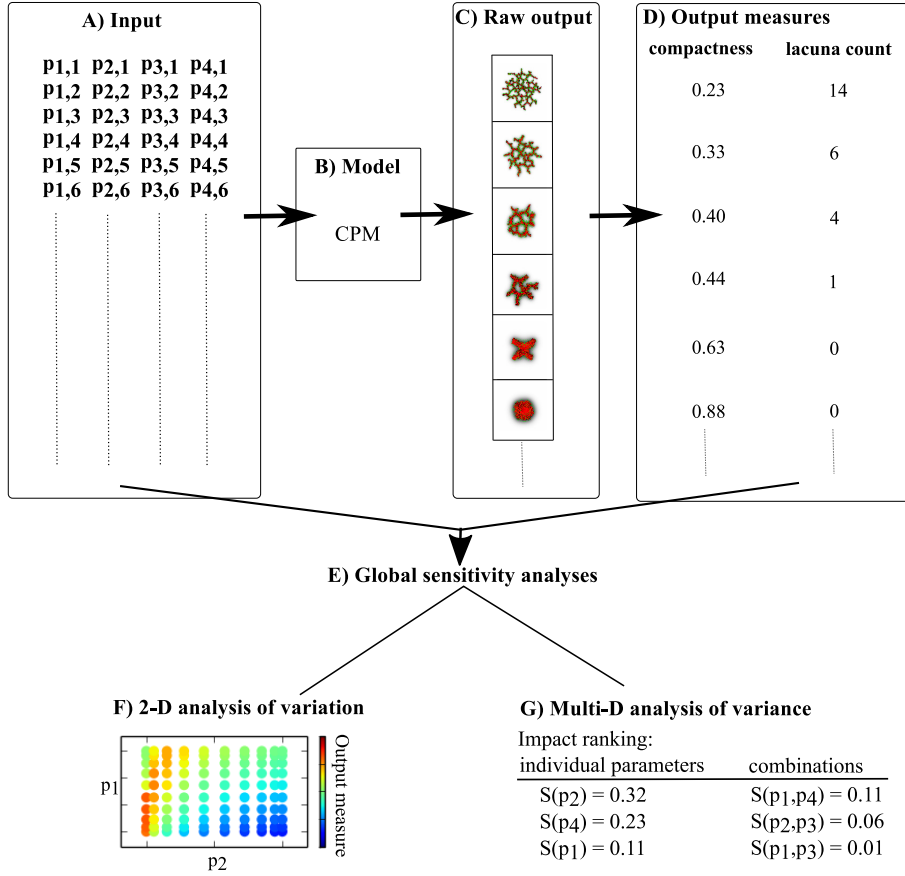 A) Input
p1,1 p2,1 p3,1 p4,1
p1,2 p2,2 p3,2 p4,2
p1,3 p2,3 p3,3 p4,3
p1,4 p2,4 p3,4 p4,4
p1,5 p2,5 p3,5 p4,5
p1,6 p2,6 p3,6 p4,6
B) Model
CPM
C) Raw output
D) Output measures
compactness lacuna count
0.23 14
0.33 6
0.40 4
0.44 1
0.63 0
0.88 0
E) Global sensitivity analyses
F) 2-D analysis of variation
p1
p2
Output measure
G) Multi-D analysis of variance
Impact ranking:
individual parameters combinations
S(p2) = 0.32 S(p1,p4) = 0.11
S(p4) = 0.23 S(p2,p3) = 0.06
S(p1) = 0.11 S(p1,p3) = 0.01